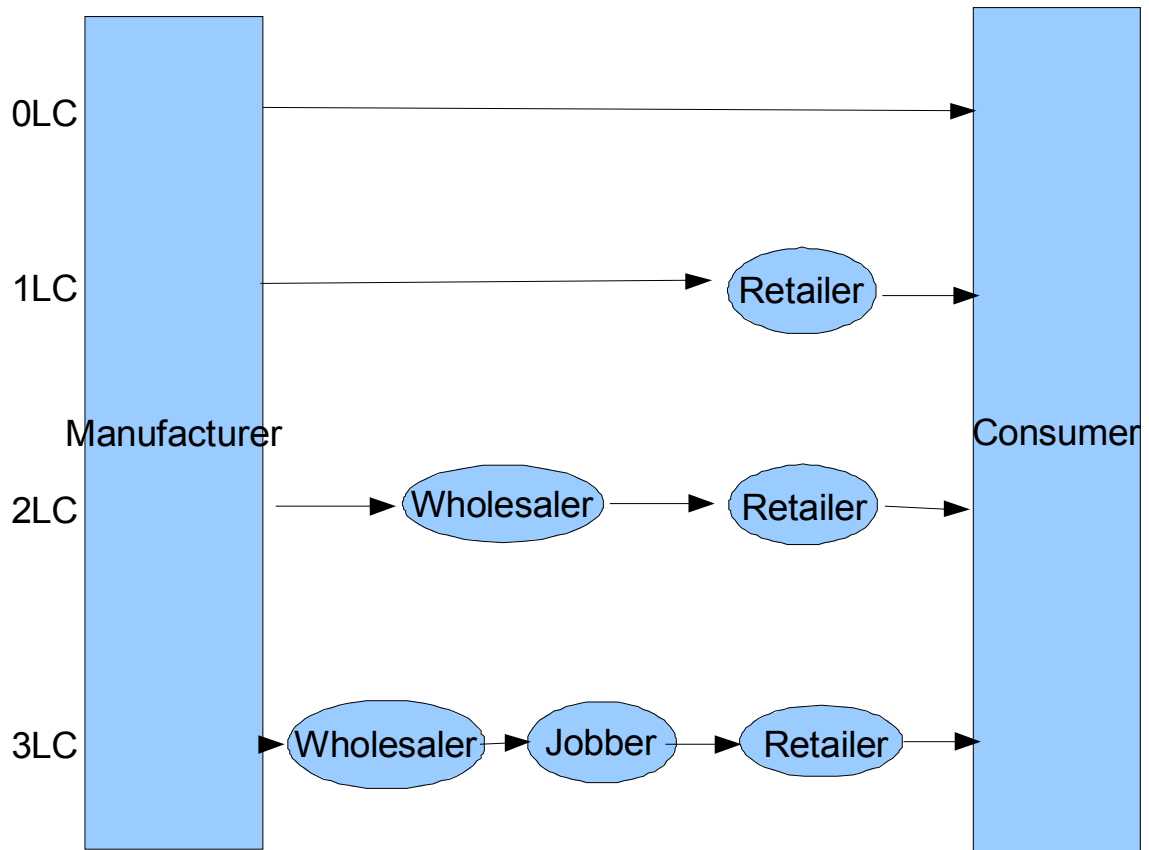 0LC
1LC
Retailer
Manufacturer
Consumer
2LC
Wholesaler
Retailer
3LC
Wholesaler
Jobber
Retailer